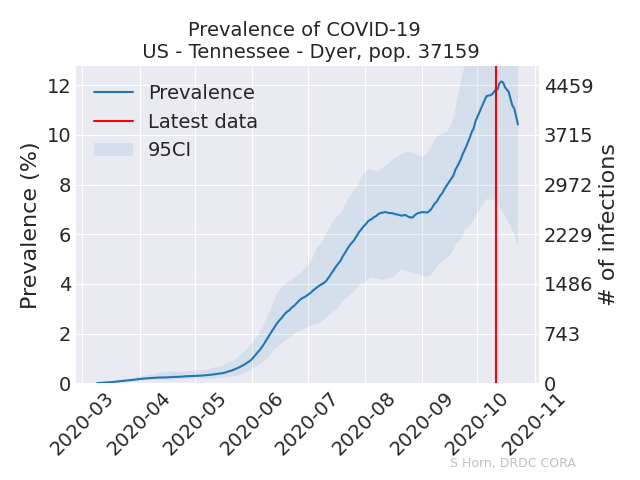 Prevalence of COVID-19
US - Tennessee - Dyer, pop. 37159
Prevalence (%)
12
10
8
6
4
2
0
Prevalence
Latest data
95CI
4459
3715
2972
2229
1486
743
0
# of infections
2020-03
2020-04
2020-05
2020-06
2020-07
2020-08
2020-09
2020-10
2020-11
S Horn, DRDC CORA